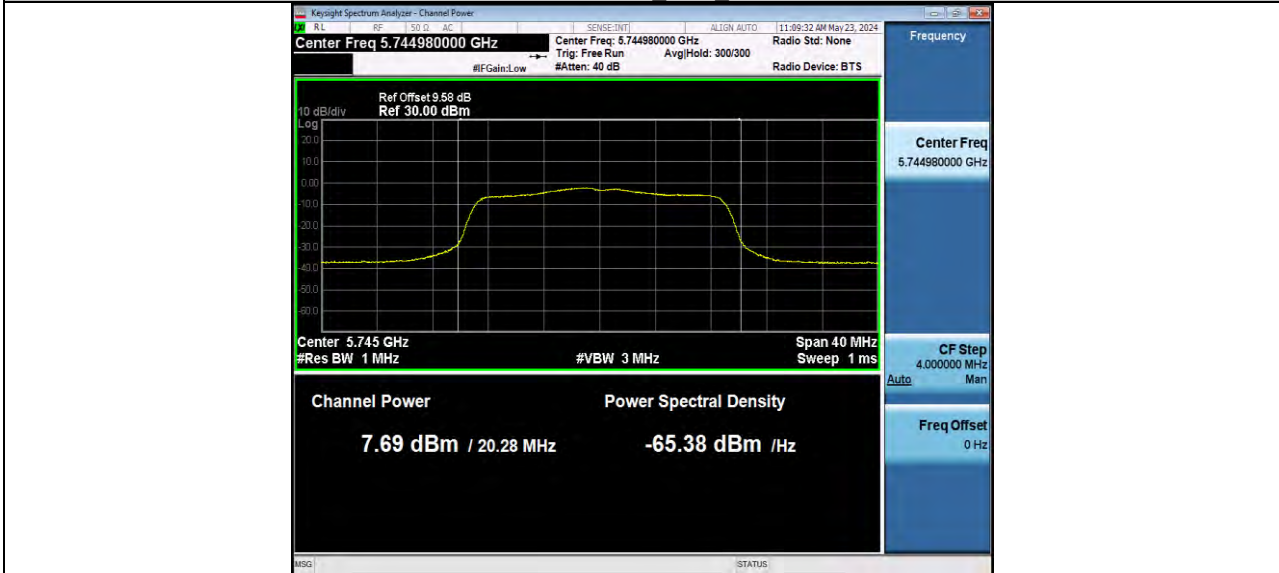 Keysight Spectrum Analyzer - Channel Power
RL RF 50 Ω AC SENSE:INT ALIGN AUTO 11:09:32 AM May 23, 2024
Center Freq 5.744980000 GHz
Center Freq: 5.744980000 GHz
Radio Std: None
Trig: Free Run Avg|Hold: 300/300
#IFGain:Low
#Atten: 40 dB
Radio Device: BTS
Ref Offset 9.58 dB
10 dB/div Ref 30.00 dBm
Log
20.0
10.0
0.00
-10.0
-20.0
-30.0
-40.0
-50.0
-60.0
Center 5.745 GHz
Span 40 MHz
#Res BW 1 MHz
#VBW 3 MHz
Sweep 1 ms
Channel Power
Power Spectral Density
7.69 dBm / 20.28 MHz
-65.38 dBm /Hz
MSG
STATUS
Frequency
Center Freq
5.744980000 GHz
CF Step
4.000000 MHz
Auto Man
Freq Offset
0 Hz